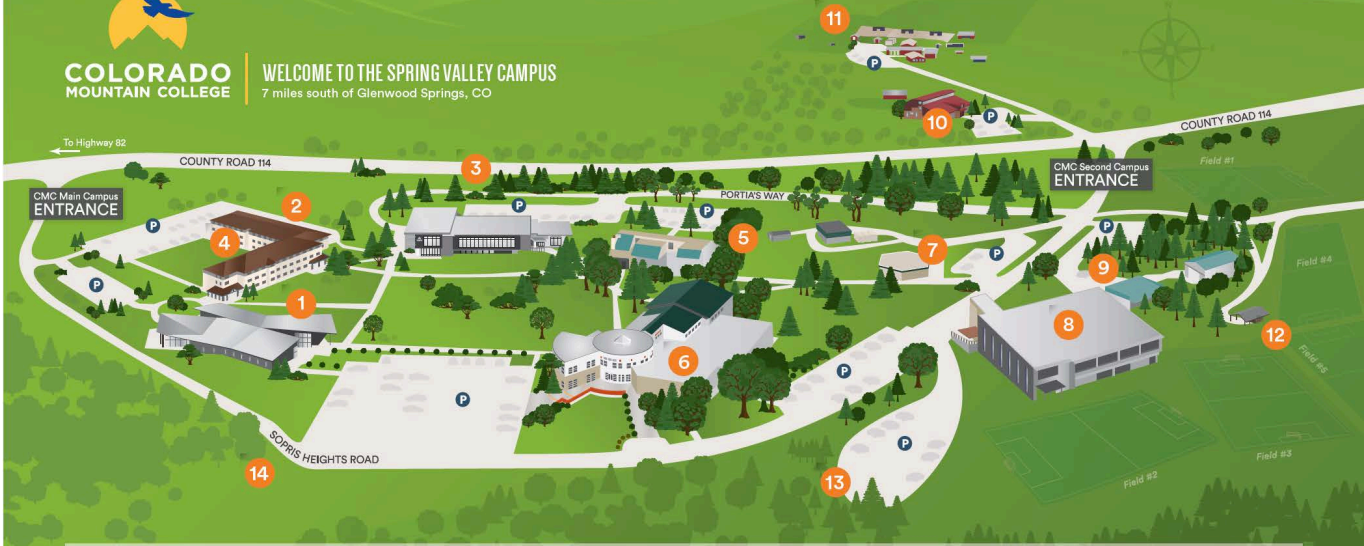 COLORADO
MOUNTAIN COLLEGE
WELCOME TO THE SPRING VALLEY CAMPUS
7 miles south of Glenwood Springs, CO
11
P
10
P
COUNTY ROAD 114
To Highway 82
COUNTY ROAD 114
3
Field #1
CMC Second Campus
ENTRANCE
CMC Main Campus
ENTRANCE
PORTIA'S WAY
2
P
P
P
P
4
5
7
P
9
Field #4
P
1
8
12
6
Field #5
P
P
SOPRIS HEIGHTS ROAD
P
14
13
Field #2
Field #3